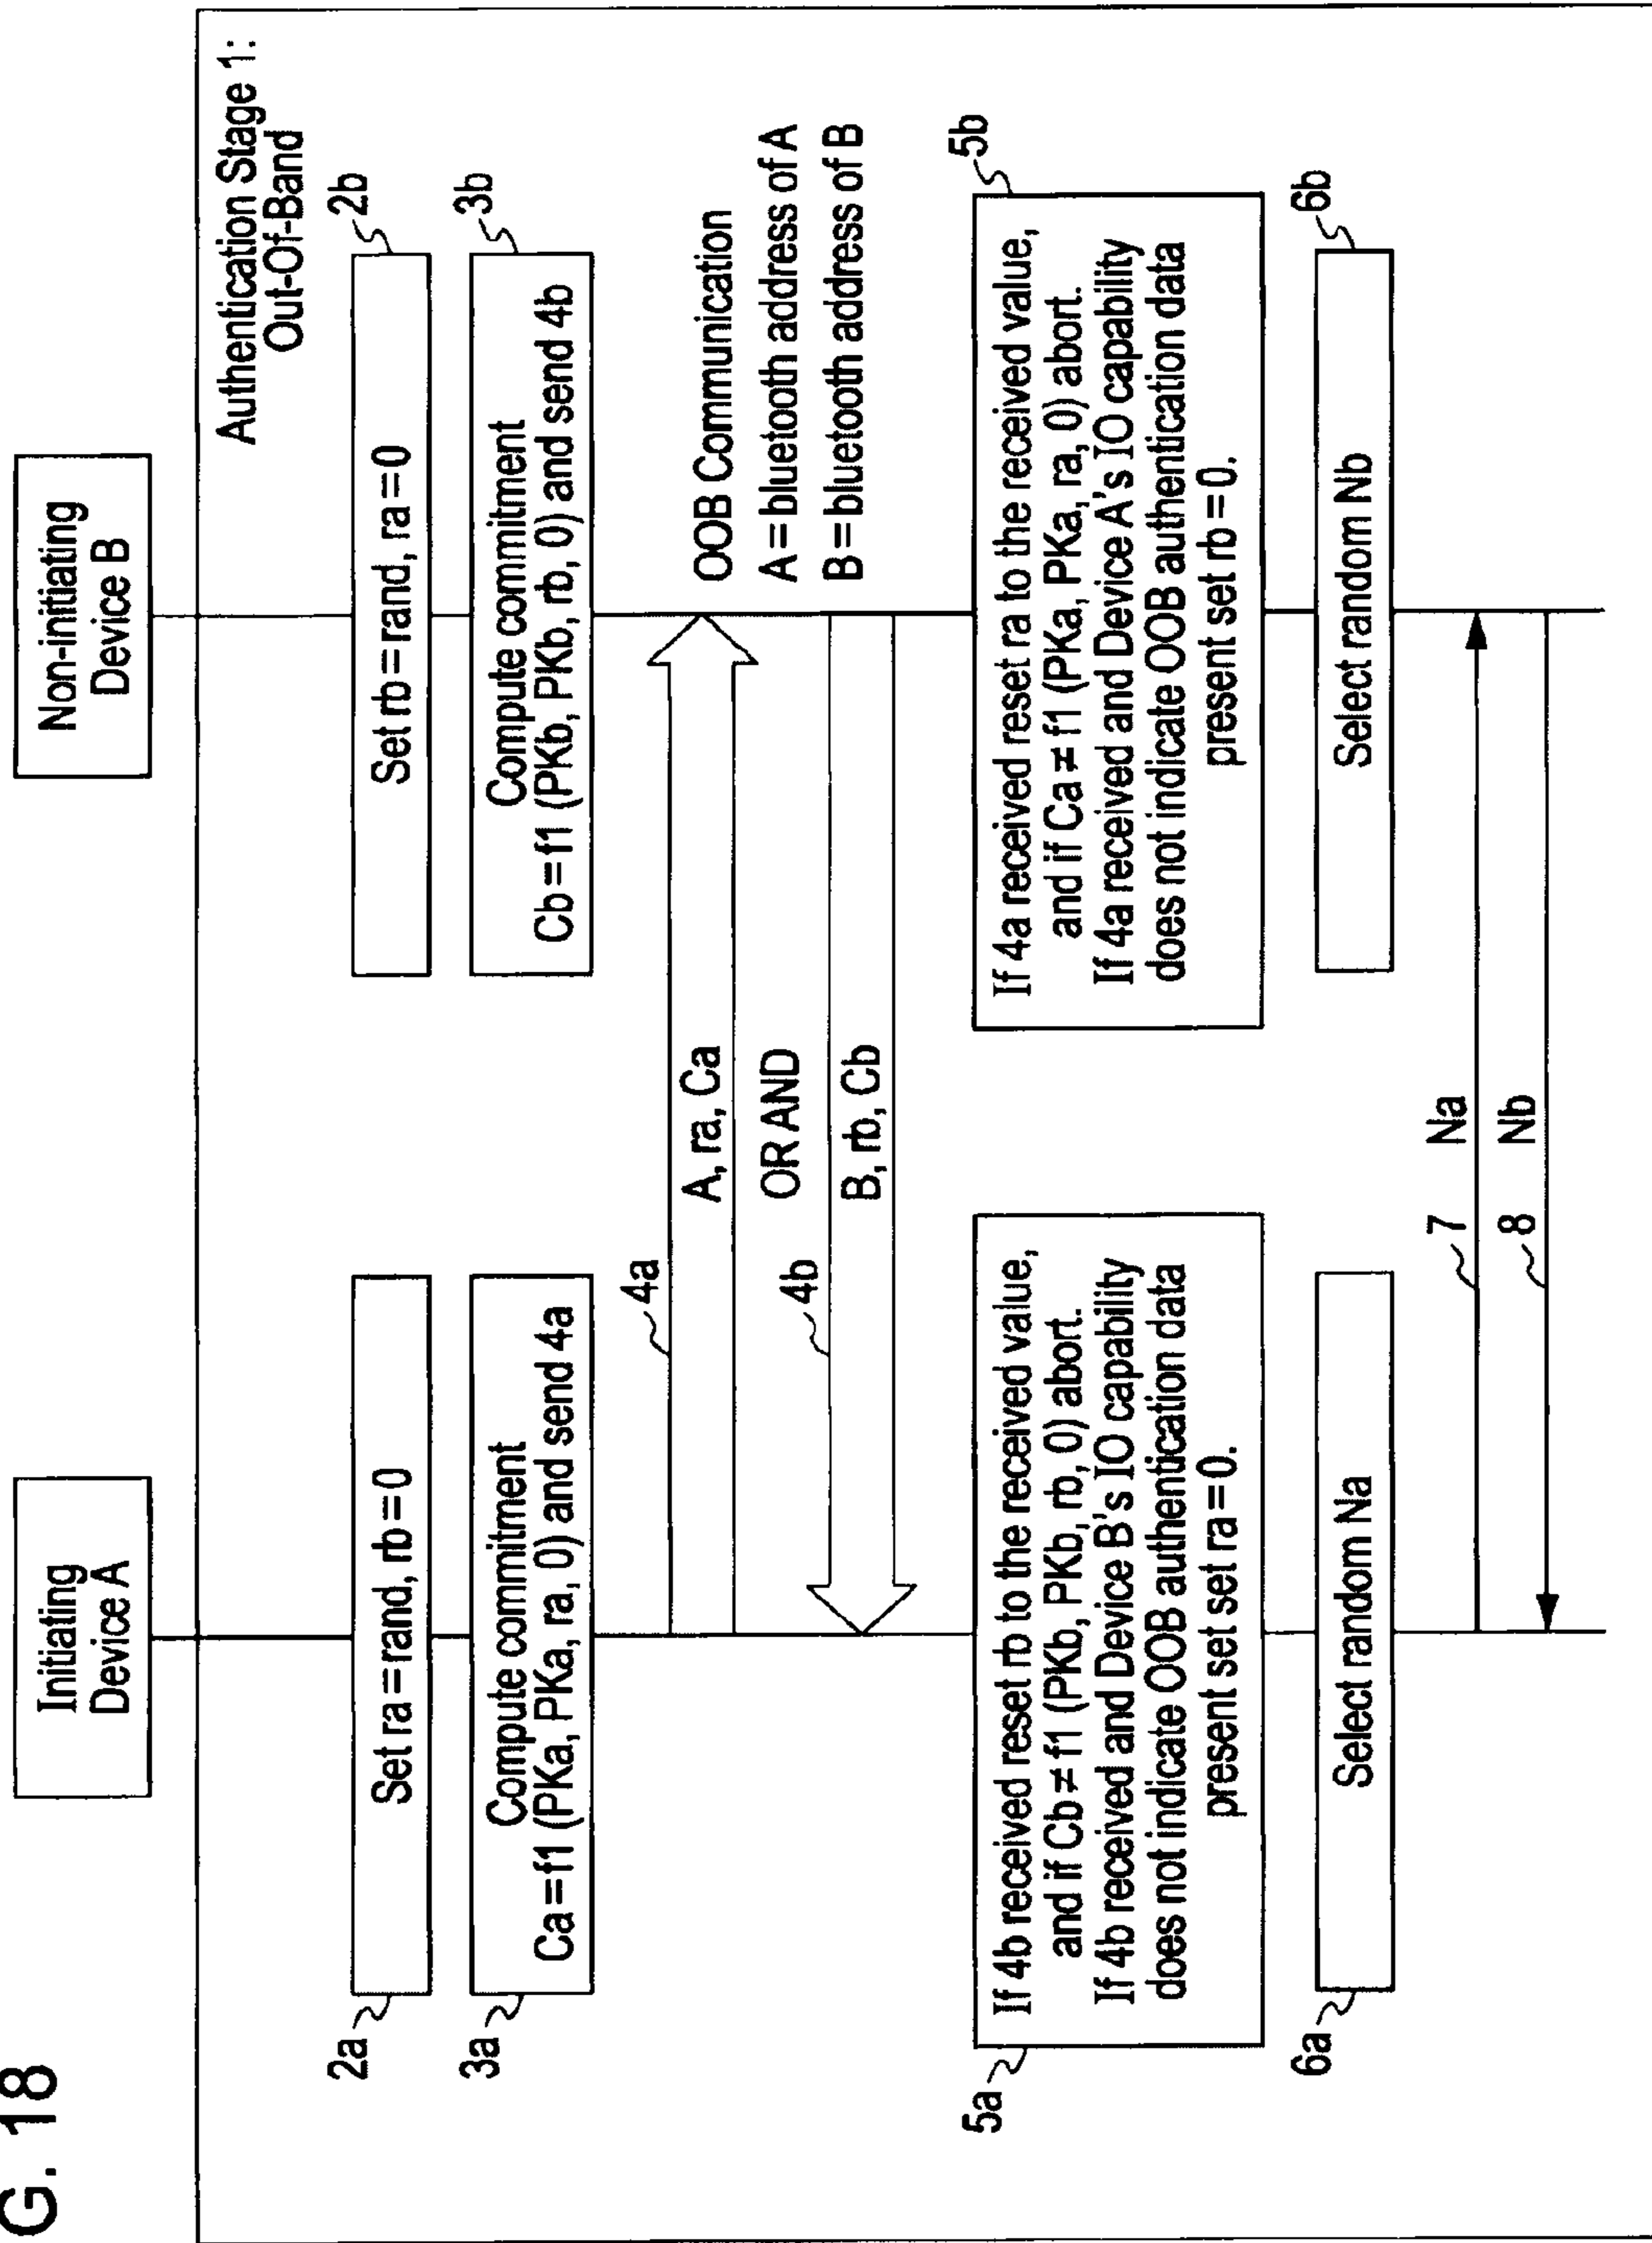 G. 18
Initiating
Device A
Non-initiating
Device B
Authentication Stage 1:
Out-Of-Band
2a
Set ra=rand, rb=0
Set rb=rand, ra=0
2b
3a
Compute commitment
Ca=f1 (PKa, PKa, ra, 0) and send 4a
Compute commitment
Cb=f1 (PKb, PKb, rb, 0) and send 4b
3b
4a
A, ra, Ca
OR AND
4b
B, rb, Cb
OOB Communication
A=bluetooth address of A
B=bluetooth address of B
5a
If 4b received reset rb to the received value,
and if Cb≠f1 (PKb, PKb, rb, 0) abort.
If 4b received and Device B's IO capability
does not indicate OOB authentication data
present set ra=0.
5b
If 4a received reset ra to the received value,
and if Ca≠f1 (PKa, PKa, ra, 0) abort.
If 4a received and Device A's IO capability
does not indicate OOB authentication data
present set rb=0.
6a
Select random Na
Select random Nb
6b
7
Na
8
Nb